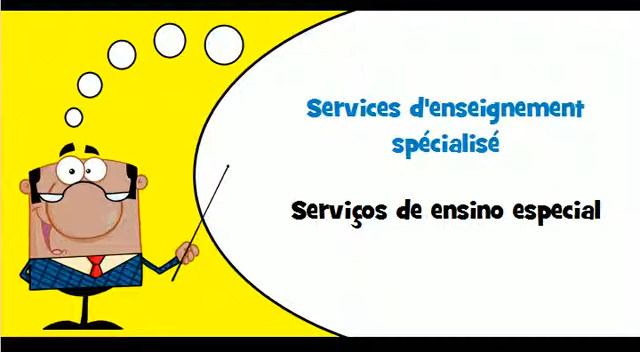 Services d'enseignement
spécialisé
Serviços de ensino especial